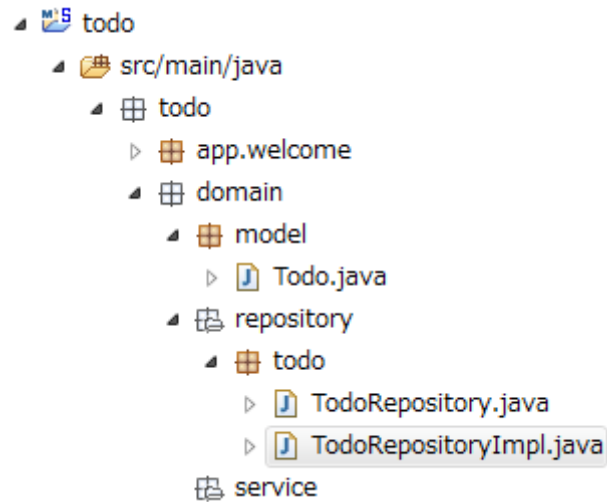 todo
src/main/java
todo
app.welcome
domain
model
Todo.java
repository
todo
TodoRepository.java
TodoRepositoryImpl.java
service